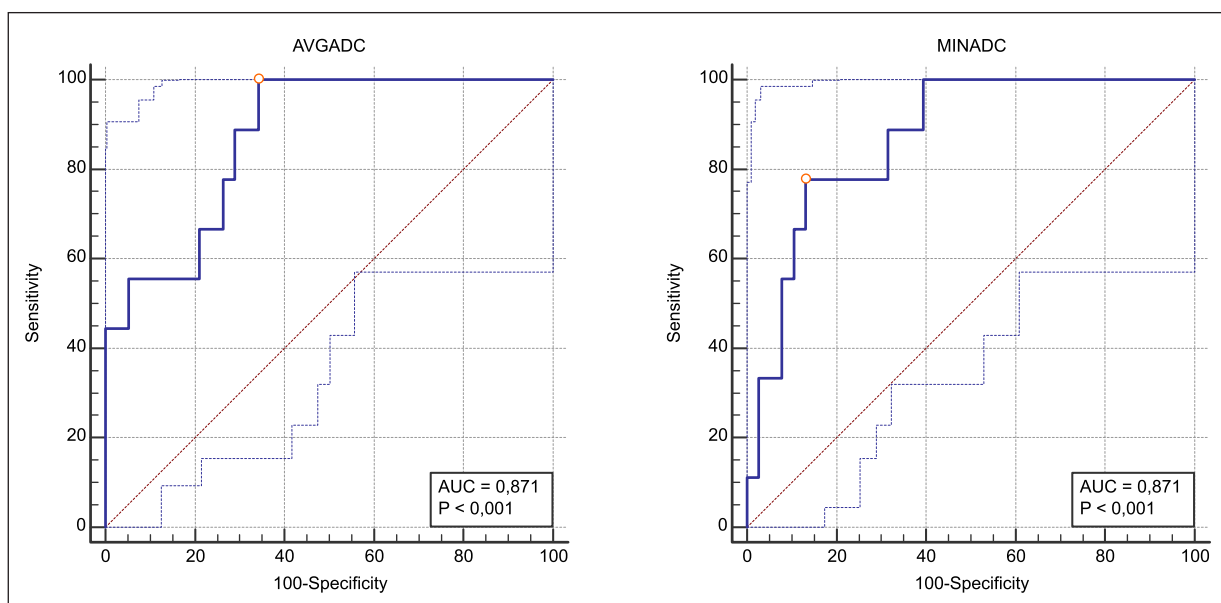 AVGADC
100
80
60
40
20
0
Sensitivity
0 20 40 60 80 100
100-Specificity
AUC = 0,871
P < 0,001
MINADC
100
80
60
40
20
0
Sensitivity
0 20 40 60 80 100
100-Specificity
AUC = 0,871
P < 0,001